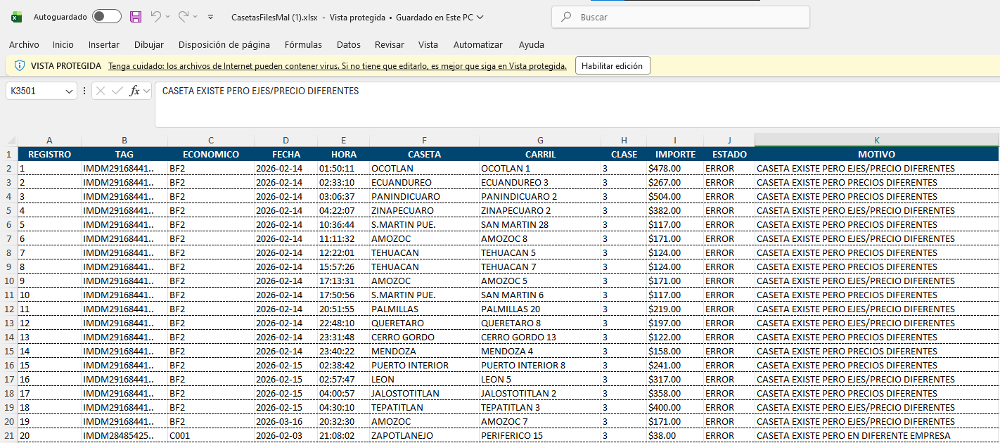 Autoguardado CasetasFilesMal (1).xlsx - Vista protegida • Guardado en Este PC Buscar
Archivo Inicio Insertar Dibujar Disposición de página Fórmulas Datos Revisar Vista Automatizar Ayuda
VISTA PROTEGIDA Tenga cuidado: los archivos de Internet pueden contener virus. Si no tiene que editarlo, es mejor que siga en Vista protegida. Habilitar edición
K3501 fx CASETA EXISTE PERO EJES/PRECIO DIFERENTES
A B C D E F G H I J K
1 REGISTRO TAG ECONOMICO FECHA HORA CASETA CARRIL CLASE IMPORTE ESTADO MOTIVO
2 1 IMDM29168441.. BF2 2026-02-14 01:50:11 OCOTLAN OCOTLAN 1 3 $478.00 ERROR CASETA EXISTE PERO EJES/PRECIO DIFERENTES
3 2 IMDM29168441.. BF2 2026-02-14 02:33:10 ECUANDUREO ECUANDUREO 3 3 $267.00 ERROR CASETA EXISTE PERO PRECIOS DIFERENTES
4 3 IMDM29168441.. BF2 2026-02-14 03:06:37 PANINDICUARO PANINDICUARO 2 3 $504.00 ERROR CASETA EXISTE PERO PRECIOS DIFERENTES
5 4 IMDM29168441.. BF2 2026-02-14 04:22:07 ZINAPECUARO ZINAPECUARO 2 3 $382.00 ERROR CASETA EXISTE PERO EJES/PRECIO DIFERENTES
6 5 IMDM29168441.. BF2 2026-02-14 10:36:44 S.MARTIN PUE. SAN MARTIN 28 3 $117.00 ERROR CASETA EXISTE PERO PRECIOS DIFERENTES
7 6 IMDM29168441.. BF2 2026-02-14 11:11:32 AMOZOC AMOZOC 8 3 $171.00 ERROR CASETA EXISTE PERO EJES/PRECIO DIFERENTES
8 7 IMDM29168441.. BF2 2026-02-14 12:22:01 TEHUACAN TEHUACAN 5 3 $124.00 ERROR CASETA EXISTE PERO PRECIOS DIFERENTES
9 8 IMDM29168441.. BF2 2026-02-14 15:57:26 TEHUACAN TEHUACAN 7 3 $124.00 ERROR CASETA EXISTE PERO PRECIOS DIFERENTES
10 9 IMDM29168441.. BF2 2026-02-14 17:13:31 AMOZOC AMOZOC 5 3 $171.00 ERROR CASETA EXISTE PERO EJES/PRECIO DIFERENTES
11 10 IMDM29168441.. BF2 2026-02-14 17:50:56 S.MARTIN PUE. SAN MARTIN 6 3 $117.00 ERROR CASETA EXISTE PERO PRECIOS DIFERENTES
12 11 IMDM29168441.. BF2 2026-02-14 20:51:55 PALMILLAS PALMILLAS 20 3 $219.00 ERROR CASETA EXISTE PERO EJES/PRECIO DIFERENTES
13 12 IMDM29168441.. BF2 2026-02-14 22:48:10 QUERETARO QUERETARO 8 3 $197.00 ERROR CASETA EXISTE PERO EJES/PRECIO DIFERENTES
14 13 IMDM29168441.. BF2 2026-02-14 23:31:48 CERRO GORDO CERRO GORDO 13 3 $122.00 ERROR CASETA EXISTE PERO PRECIOS DIFERENTES
15 14 IMDM29168441.. BF2 2026-02-14 23:40:22 MENDOZA MENDOZA 4 3 $158.00 ERROR CASETA EXISTE PERO PRECIOS DIFERENTES
16 15 IMDM29168441.. BF2 2026-02-15 02:38:42 PUERTO INTERIOR PUERTO INTERIOR 8 3 $241.00 ERROR CASETA EXISTE PERO PRECIOS DIFERENTES
17 16 IMDM29168441.. BF2 2026-02-15 02:57:47 LEON LEON 5 3 $317.00 ERROR CASETA EXISTE PERO EJES/PRECIO DIFERENTES
18 17 IMDM29168441.. BF2 2026-02-15 04:00:57 JALOSTOTITLAN JALOSTOTITLAN 2 3 $358.00 ERROR CASETA EXISTE PERO PRECIOS DIFERENTES
19 18 IMDM29168441.. BF2 2026-02-15 04:30:10 TEPATITLAN TEPATITLAN 3 3 $400.00 ERROR CASETA EXISTE PERO EJES/PRECIO DIFERENTES
20 19 IMDM29168441.. BF2 2026-03-16 20:32:30 AMOZOC AMOZOC 7 3 $171.00 ERROR CASETA EXISTE PERO EJES/PRECIO DIFERENTES
21 20 IMDM28485425.. C001 2026-02-03 21:08:02 ZAPOTLANEJO PERIFERICO 15 3 $38.00 ERROR CASETA EXISTE PERO EN DIFERENTE EMPRESA